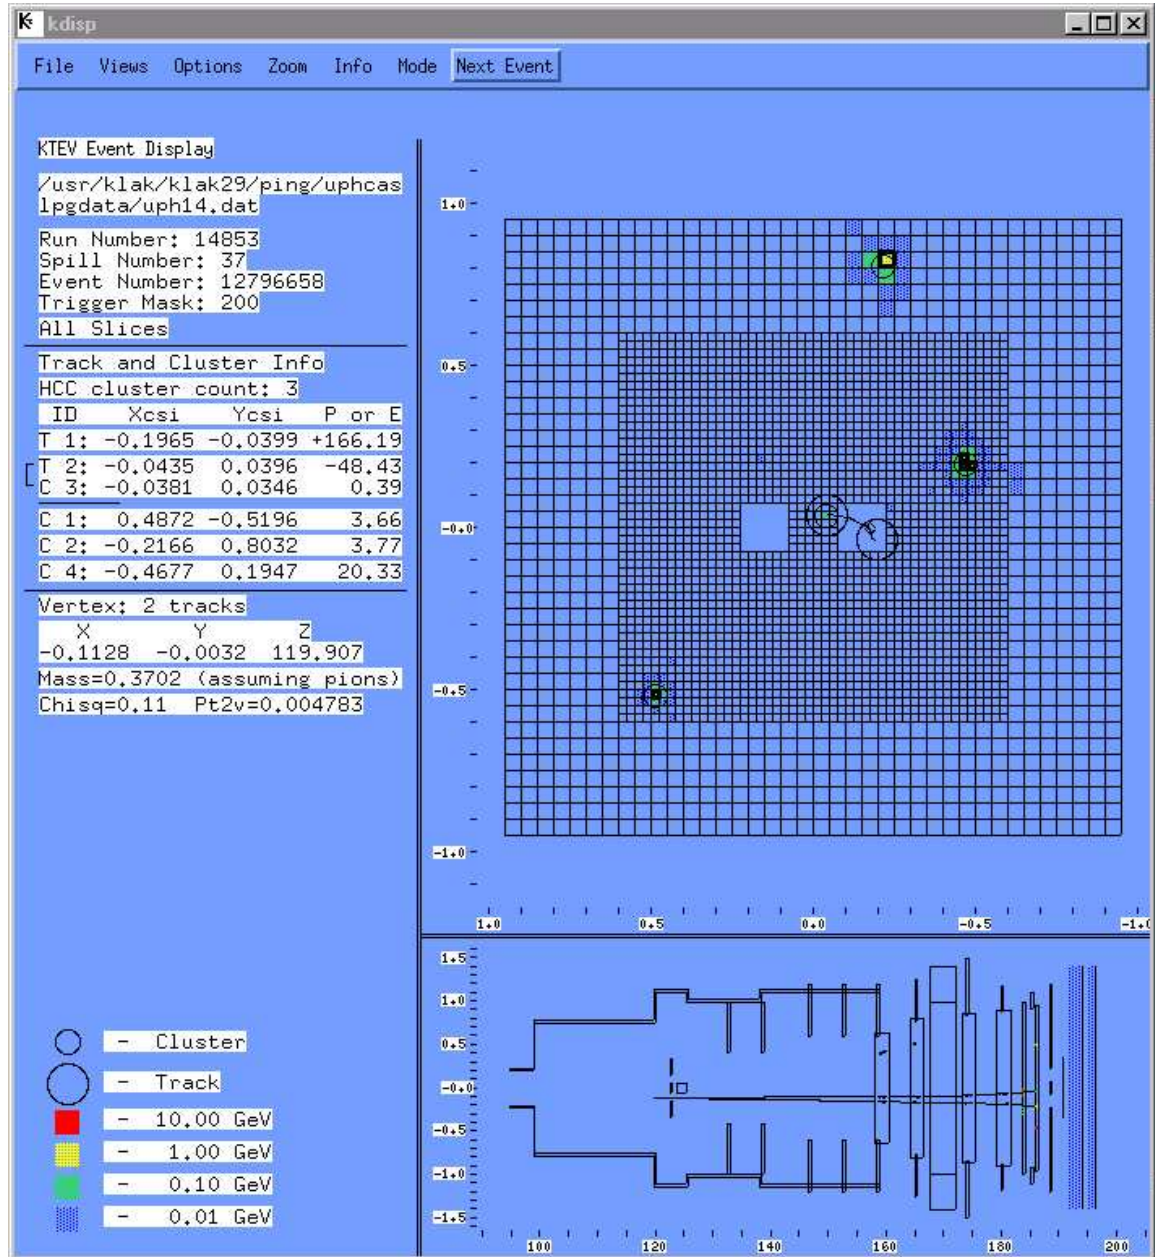 kdisp
File Views Options Zoom Info Mode Next Event
KTEV Event Display
/usr/klak/klak29/ping/uphcas
lpgdata/uph14.dat
Run Number: 14853
Spill Number: 37
Event Number: 12796658
Trigger Mask: 200
All Slices
Track and Cluster Info
HCC cluster count: 3
ID Xcsi Ycsi P or E
T 1: -0.1965 -0.0399 +166.19
T 2: -0.0435 0.0396 -48.43
C 3: -0.0381 0.0346 0.39
C 1: 0.4872 -0.5196 3.66
C 2: -0.2166 0.8032 3.77
C 4: -0.4677 0.1947 20.33
Vertex: 2 tracks
X Y Z
-0.1128 -0.0032 119.907
Mass=0.3702 (assuming pions)
Chisq=0.11 Pt2v=0.004783
- Cluster
- Track
- 10.00 GeV
- 1.00 GeV
- 0.10 GeV
- 0.01 GeV
1.0
0.5
-0.0
-0.5
-1.0
1.0 0.5 0.0 -0.5 -1.0
1.5
1.0
0.5
-0.0
-0.5
-1.0
-1.5
100 120 140 160 180 200